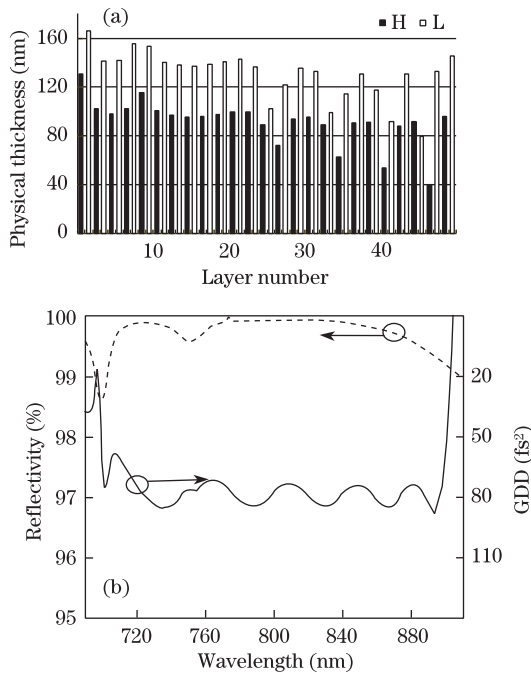 (a)
H L
Physical thickness (nm)
160
120
80
40
0
10 20 30 40
Layer number
Reflectivity (%)
100
99
98
97
96
95
20
50
80
110
GDD (fs²)
(b)
720 760 800 840 880
Wavelength (nm)